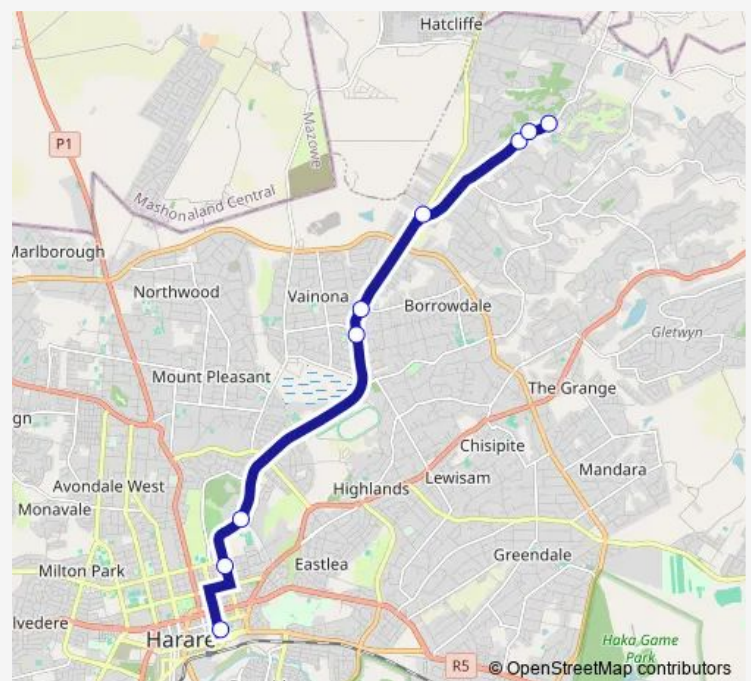 Hatcliffe
P1
Mazowe
Mashonaland Central
Marlborough
Northwood
Vainona
Borrowdale
Gletwyn
Mount Pleasant
The Grange
gn
Chisipite
Mandara
Lewisam
Avondale West
Highlands
Monavale
Greendale
Eastlea
Milton Park
lvedere
Harare
Haka Game
Park
R5
© OpenStreetMap contributors